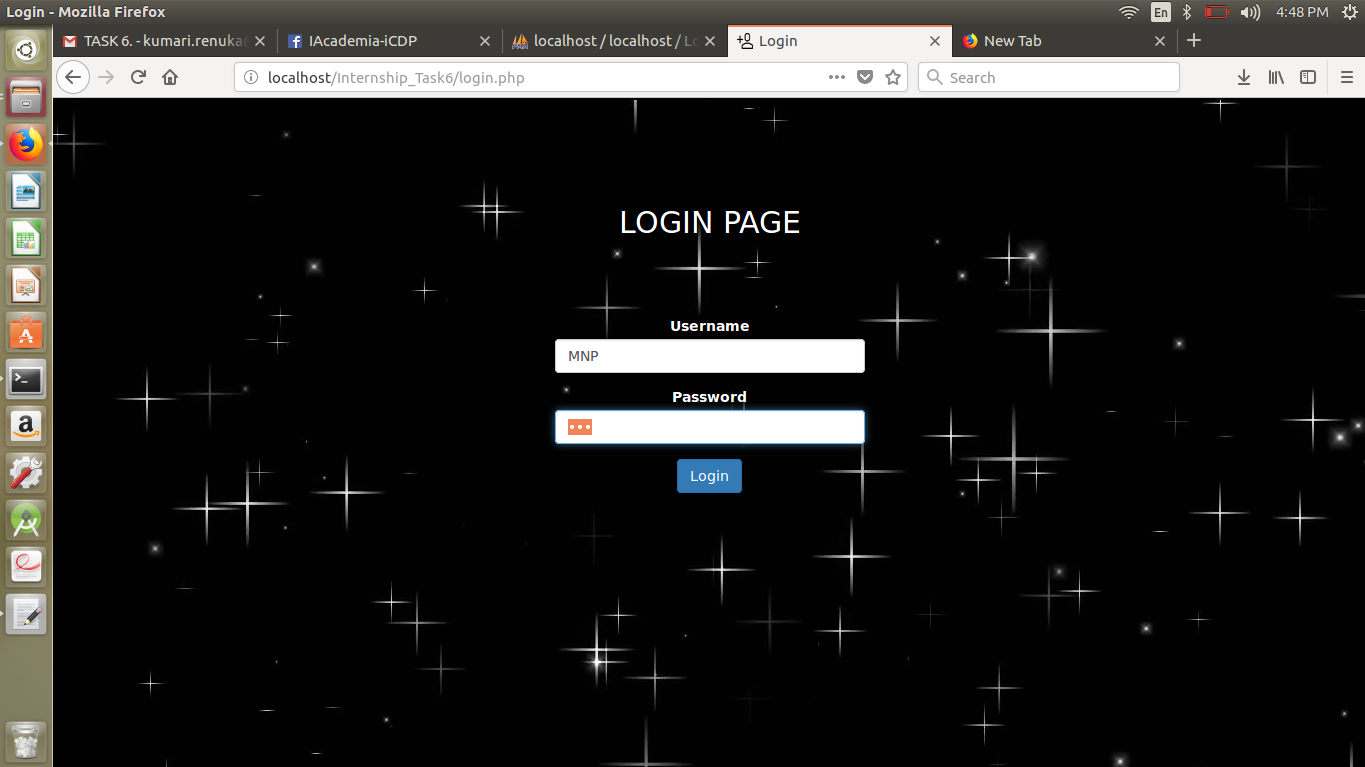 Login - Mozilla Firefox
En
4:48 PM
TASK 6. - kumari.renuka
IAcademia-iCDP
localhost / localhost / Lo
Login
New Tab
localhost/Internship_Task6/login.php
Search
LOGIN PAGE
Username
MNP
Password
Login